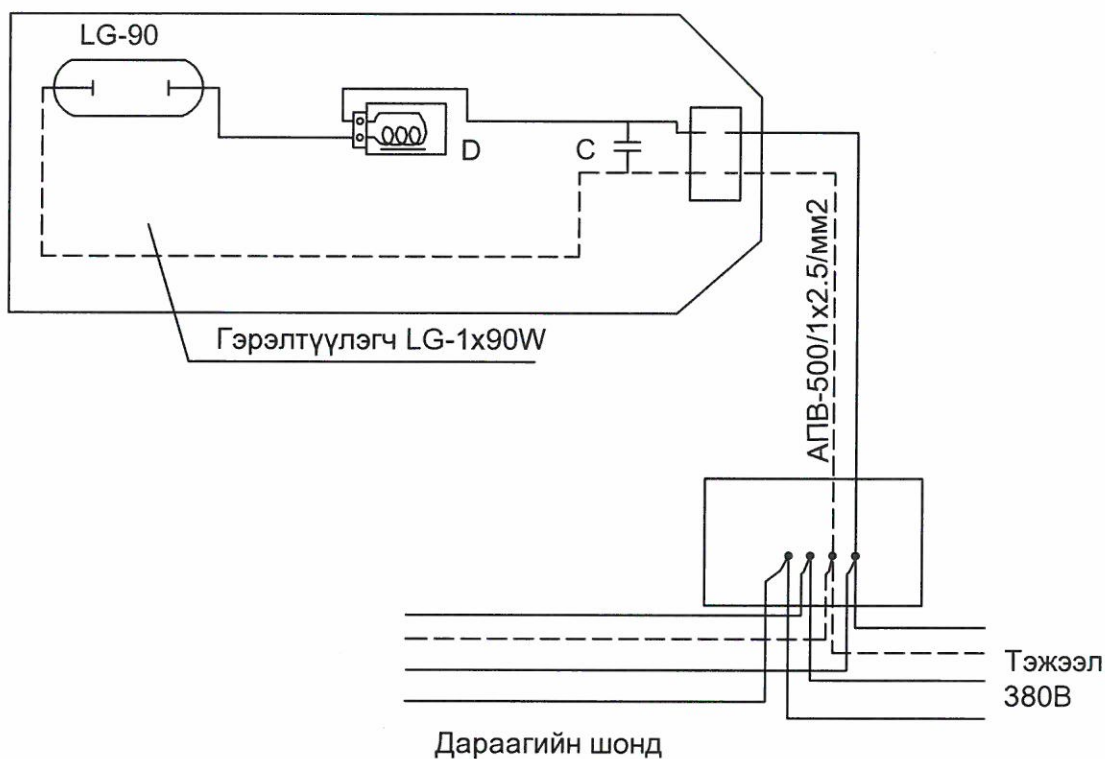 LG-90
D
C
Гэрэлтүүлэгч LG-1x90W
АПВ-500/1x2.5/мм2
Тэжээл
380В
Дараагийн шонд